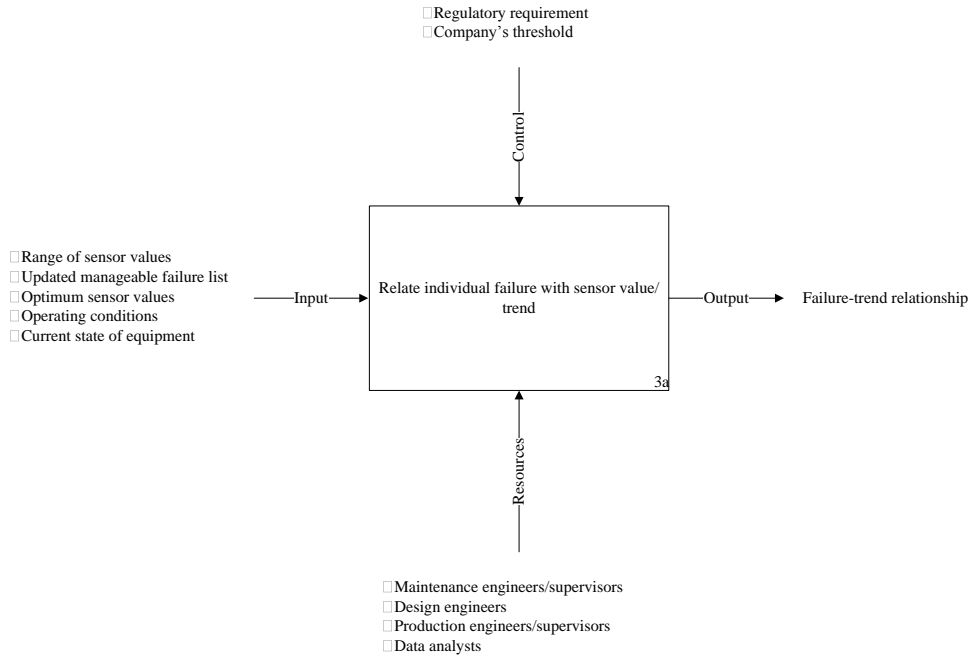 Regulatory requirement
Company's threshold
Control
Range of sensor values
Updated manageable failure list
Optimum sensor values
Operating conditions
Current state of equipment
Input
Relate individual failure with sensor value/
trend
3a
Output
Failure-trend relationship
Resources
Maintenance engineers/supervisors
Design engineers
Production engineers/supervisors
Data analysts